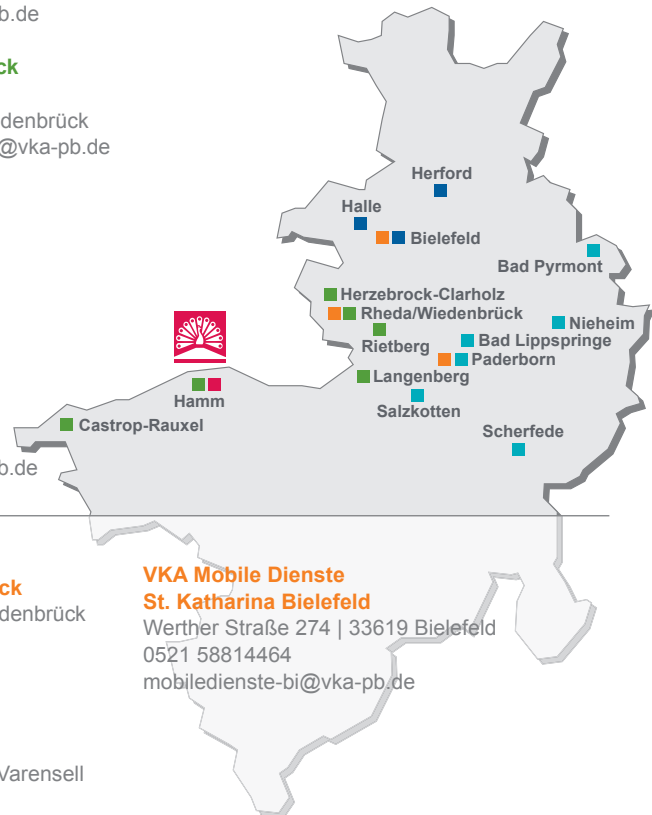 b.de
ck
denbrück
@vka-pb.de
Herford
Halle
Bielefeld
Bad Pyrmont
Herzebrock-Clarholz
Rheda/Wiedenbrück
Nieheim
Rietberg
Bad Lippspringe
Paderborn
Langenberg
Hamm
Salzkotten
Castrop-Rauxel
Scherfede
b.de
ck
denbrück
VKA Mobile Dienste
St. Katharina Bielefeld
Werther Straße 274 | 33619 Bielefeld
0521 58814464
mobiledienste-bi@vka-pb.de
Varensell